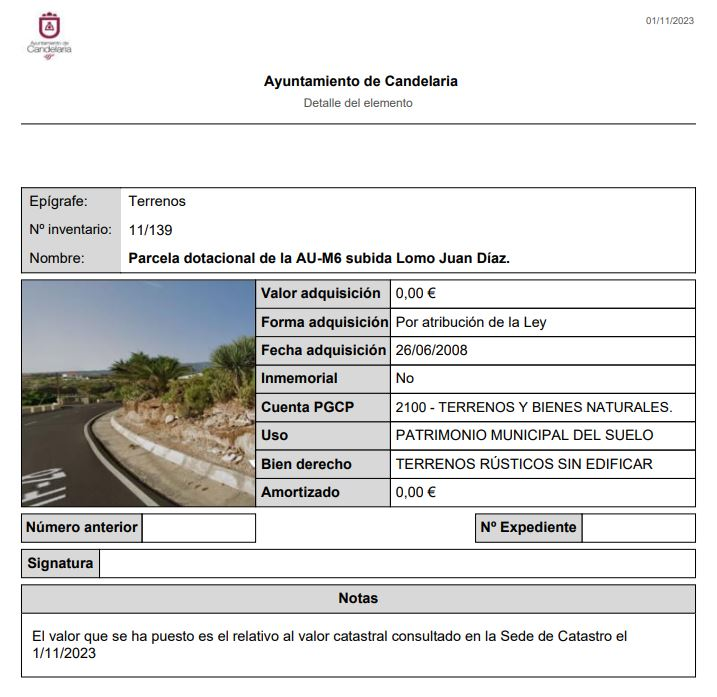 01/11/2023
Ayuntamiento de
Candelaria
Ayuntamiento de Candelaria
Detalle del elemento
Epígrafe: Terrenos
Nº inventario: 11/139
Nombre: Parcela dotacional de la AU-M6 subida Lomo Juan Díaz.
Valor adquisición 0,00 €
Forma adquisición Por atribución de la Ley
Fecha adquisición 26/06/2008
Inmemorial No
Cuenta PGCP 2100 - TERRENOS Y BIENES NATURALES.
Uso PATRIMONIO MUNICIPAL DEL SUELO
Bien derecho TERRENOS RÚSTICOS SIN EDIFICAR
Amortizado 0,00 €
Número anterior Nº Expediente
Signatura
Notas
El valor que se ha puesto es el relativo al valor catastral consultado en la Sede de Catastro el
1/11/2023